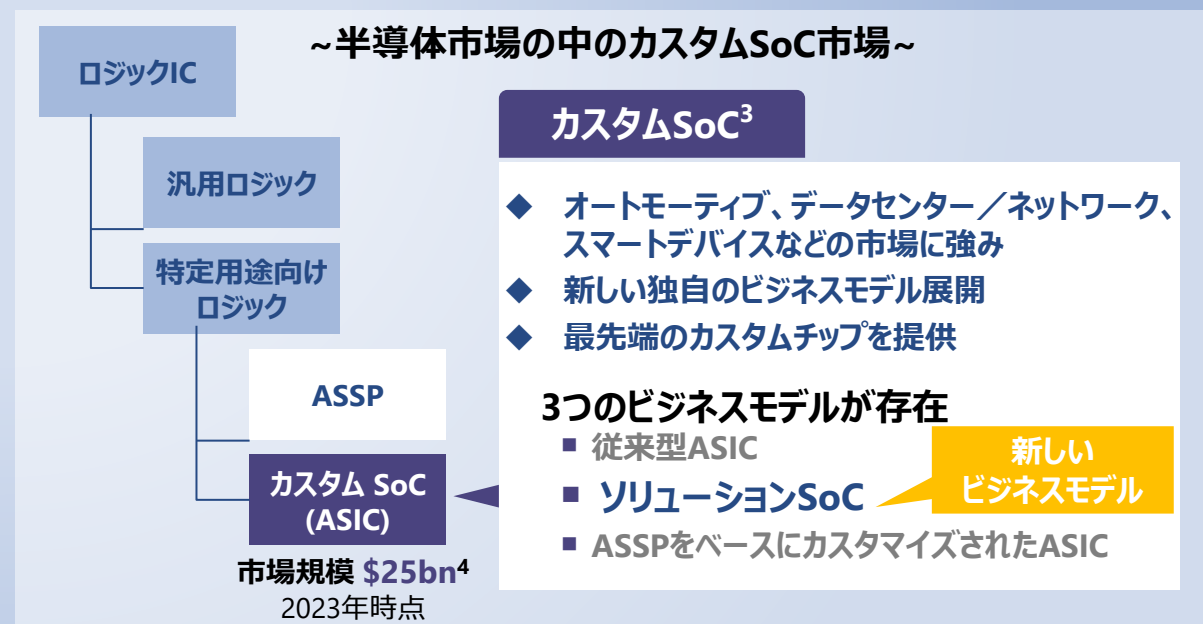 ~半導体市場の中のカスタムSoC市場~
ロジックIC
汎用ロジック
特定用途向け
ロジック
ASSP
カスタム SoC
(ASIC)
市場規模 $25bn4
2023年時点
カスタムSoC3
◆ オートモーティブ、データセンター／ネットワーク、
スマートデバイスなどの市場に強み
◆ 新しい独自のビジネスモデル展開
◆ 最先端のカスタムチップを提供
3つのビジネスモデルが存在
■ 従来型ASIC
■ ソリューションSoC
■ ASSPをベースにカスタマイズされたASIC
新しい
ビジネスモデル